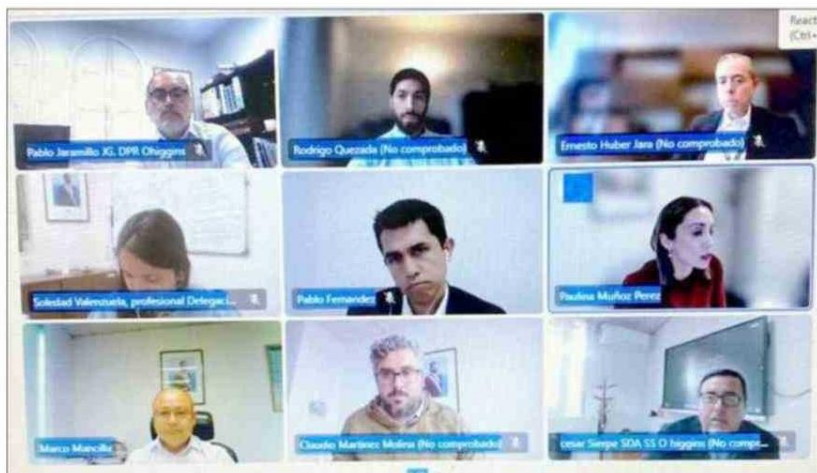 React
(Ctrl+
Pablo Jaramillo JG. DPR Ohiggins
Rodrigo Quezada (No comprobado)
Ernesto Huber Jara (No comprobado)
Soledad Valenzuela, profesional Delegaci...
Pablo Fernandez
Paulina Muñoz Perez
Marco Mancilla
Claudio Martinez Molina (No comprobado)
cesar Sierpe SDA SS O higgins (No compr...